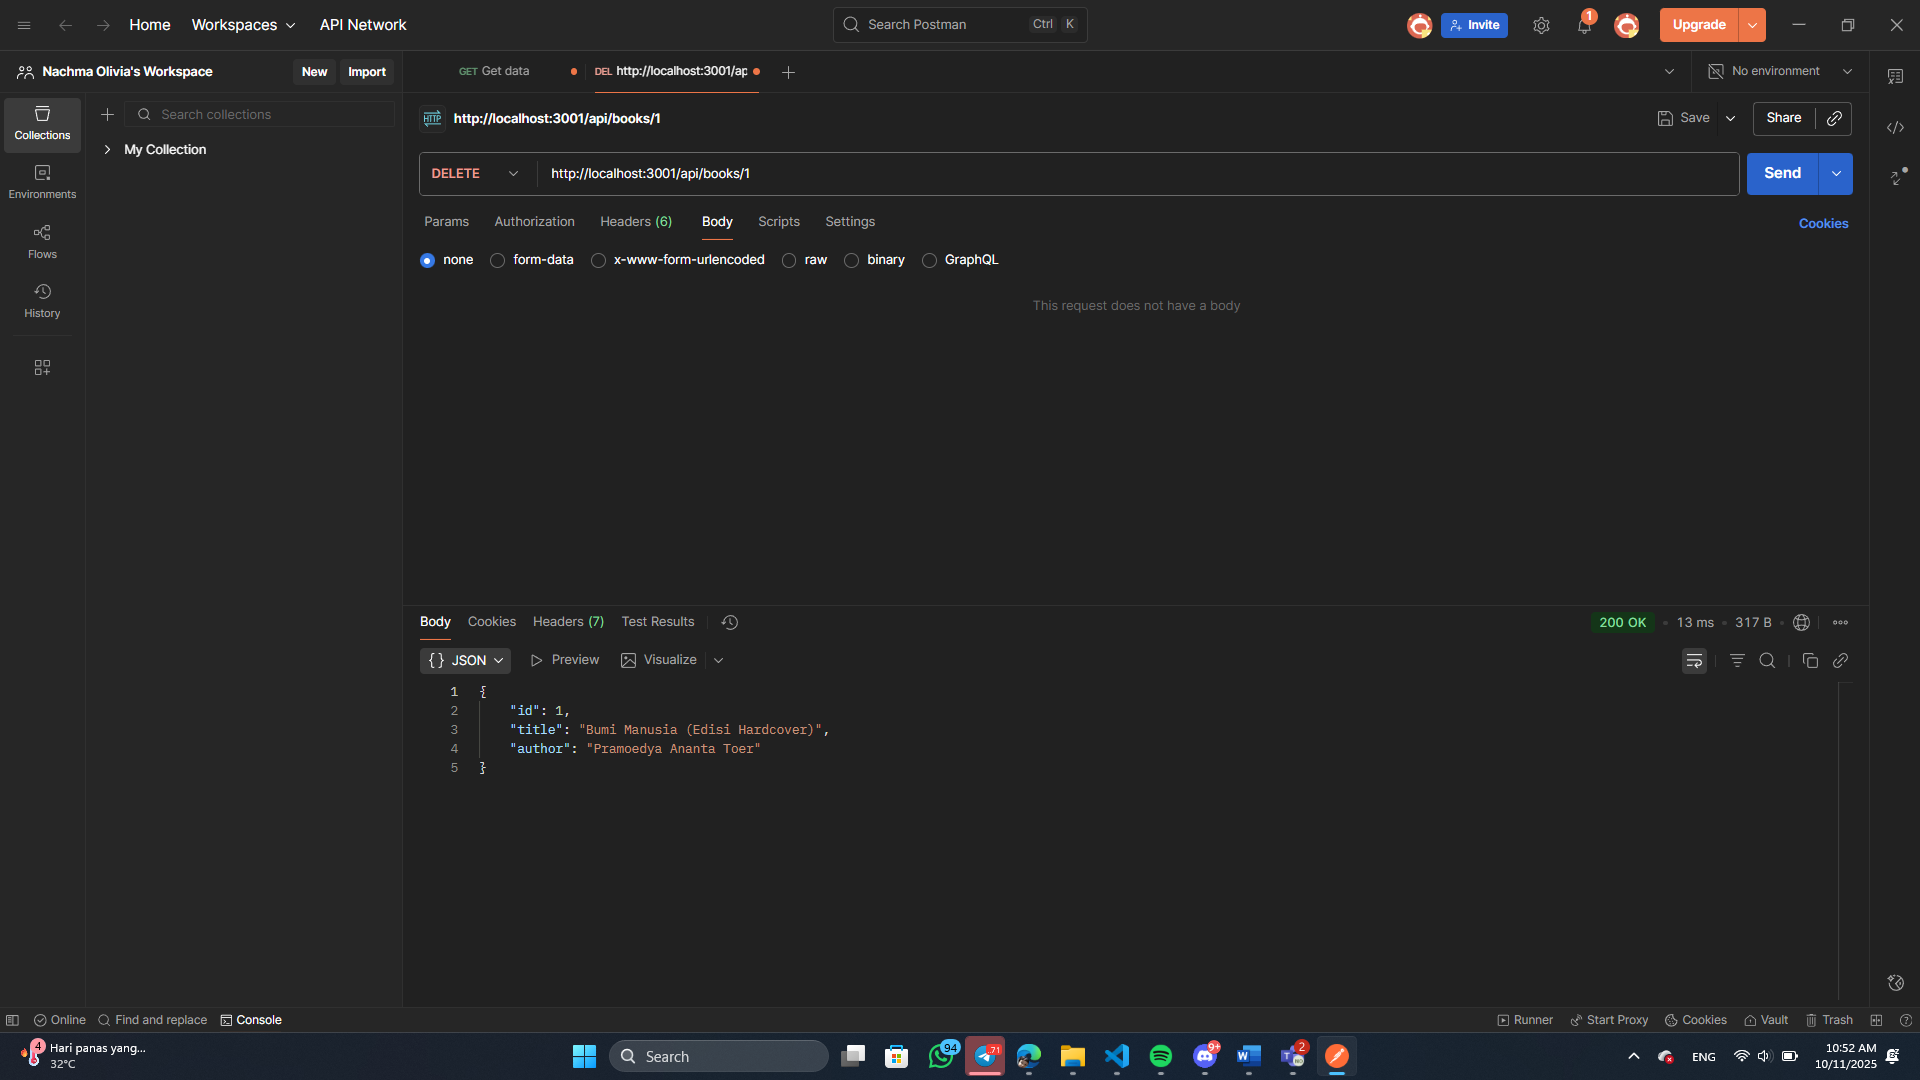 Home Workspaces API Network
Search Postman Ctrl K
Invite 1 Upgrade
Nachma Olivia's Workspace New Import
GET Get data DEL http://localhost:3001/ap
No environment
Collections
Environments
Flows
History
Search collections
My Collection
HTTP http://localhost:3001/api/books/1
Save Share
DELETE http://localhost:3001/api/books/1 Send
Params Authorization Headers (6) Body Scripts Settings Cookies
none form-data x-www-form-urlencoded raw binary GraphQL
This request does not have a body
Body Cookies Headers (7) Test Results 200 OK 13 ms 317 B
{} JSON Preview Visualize
1 {
2 "id": 1,
3 "title": "Bumi Manusia (Edisi Hardcover)",
4 "author": "Pramoedya Ananta Toer"
5 }
Online Find and replace Console Runner Start Proxy Cookies Vault Trash
4 Hari panas yang...
32°C
Search 94 71 9+ 2
ENG
10:52 AM
10/11/2025